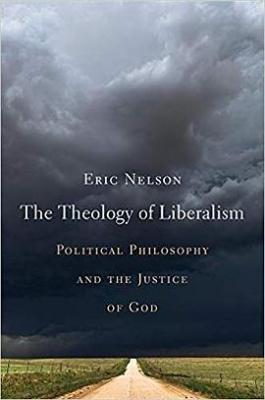 Eric Nelson
The Theology of Liberalism
Political Philosophy
and the Justice
of God